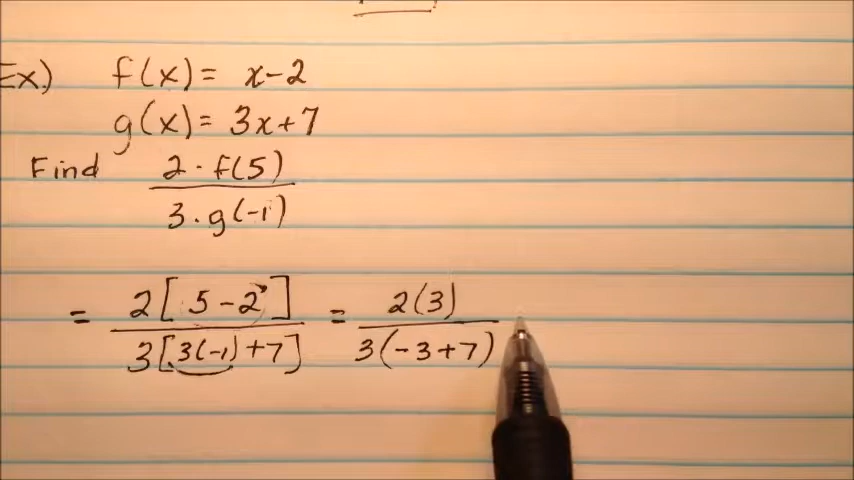 Ex.) f(x) = x-2
g(x) = 3x+7
Find 2 · f(5) / 3 · g(-1)
= 2[5-2] / 3[3(-1)+7] = 2(3) / 3(-3+7)